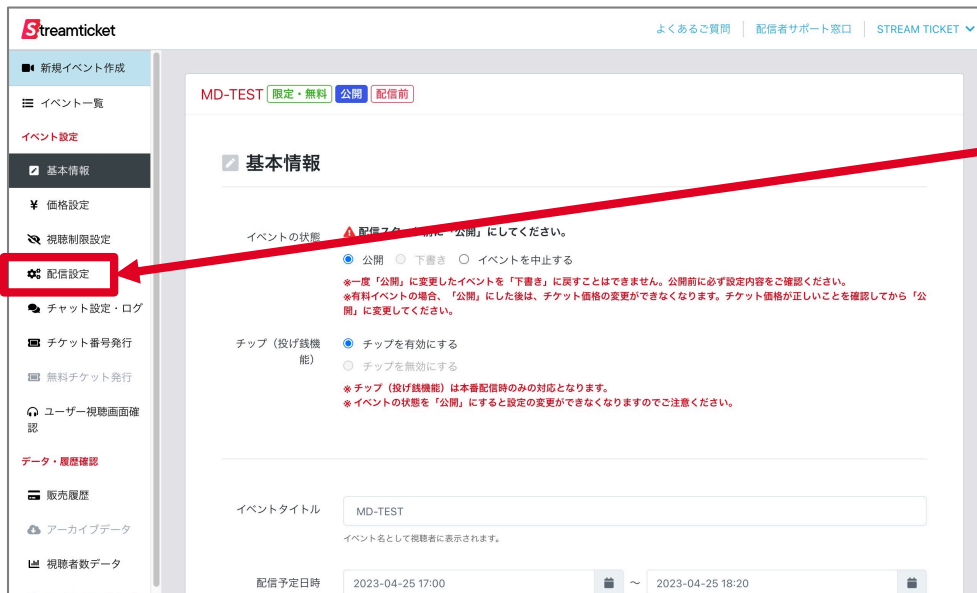 Streamticket
よくあるご質問
配信者サポート窓口
STREAM TICKET
新規イベント作成
イベント一覧
イベント設定
基本情報
¥ 価格設定
視聴制限設定
配信設定
チャット設定・ログ
チケット番号発行
無料チケット発行
ユーザー視聴画面確
認
データ・履歴確認
販売履歴
アーカイブデータ
視聴者数データ
MD-TEST 限定・無料 公開 配信前
基本情報
イベントの状態
配信スタ 前に「公開」にしてください。
公開 下書き イベントを中止する
※一度「公開」に変更したイベントを「下書き」に戻すことはできません。公開前に必ず設定内容をご確認ください。
※有料イベントの場合、「公開」にした後は、チケット価格の変更ができなくなります。チケット価格が正しいことを確認してから「公
開」に変更してください。
チップ（投げ銭機
能）
チップを有効にする
チップを無効にする
※ チップ（投げ銭機能）は本番配信時のみの対応となります。
※ イベントの状態を「公開」にすると設定の変更ができなくなりますのでご注意ください。
イベントタイトル
MD-TEST
イベント名として視聴者に表示されます。
配信予定日時
2023-04-25 17:00 ～ 2023-04-25 18:20